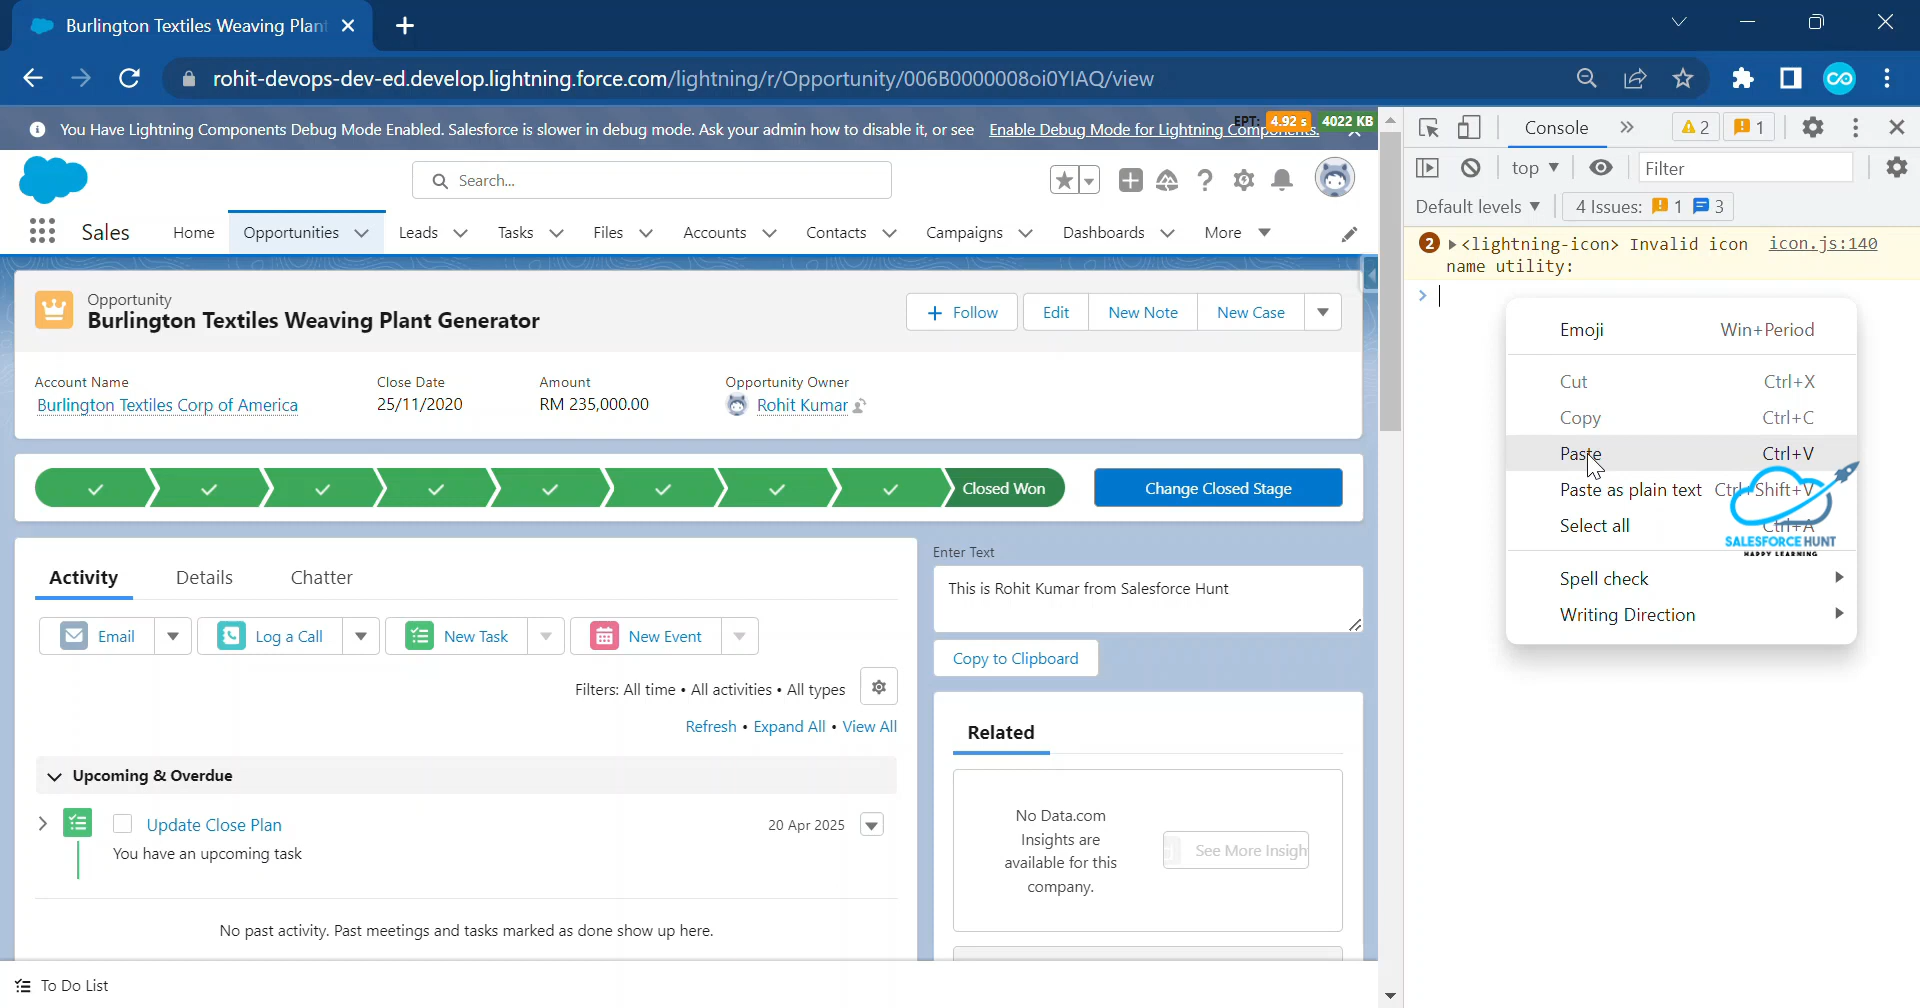 Burlington Textiles Weaving Plant
rohit-devops-dev-ed.develop.lightning.force.com/lightning/r/Opportunity/006B0000008oi0YIAQ/view
You Have Lightning Components Debug Mode Enabled. Salesforce is slower in debug mode. Ask your admin how to disable it, or see Enable Debug Mode for Lightning Components.
EPT: 4.92 s 4022 KB
Search...
Sales Home Opportunities Leads Tasks Files Accounts Contacts Campaigns Dashboards More
Opportunity
Burlington Textiles Weaving Plant Generator
Follow Edit New Note New Case
Account Name Close Date Amount Opportunity Owner
Burlington Textiles Corp of America 25/11/2020 RM 235,000.00 Rohit Kumar
Closed Won Change Closed Stage
Activity Details Chatter
Email Log a Call New Task New Event
Filters: All time • All activities • All types
Refresh • Expand All • View All
Upcoming & Overdue
Update Close Plan 20 Apr 2025
You have an upcoming task
No past activity. Past meetings and tasks marked as done show up here.
To Do List
Enter Text
This is Rohit Kumar from Salesforce Hunt
Copy to Clipboard
Related
No Data.com
Insights are
available for this
company.
See More Insigh
Console 2 1
top Filter
Default levels 4 Issues: 1 3
2 <lightning-icon> Invalid icon icon.js:140
name utility:
Emoji Win+Period
Cut Ctrl+X
Copy Ctrl+C
Paste Ctrl+V
Paste as plain text Ctrl+Shift+V
Select all Ctrl+A
SALESFORCE HUNT
HAPPY LEARNING
Spell check
Writing Direction